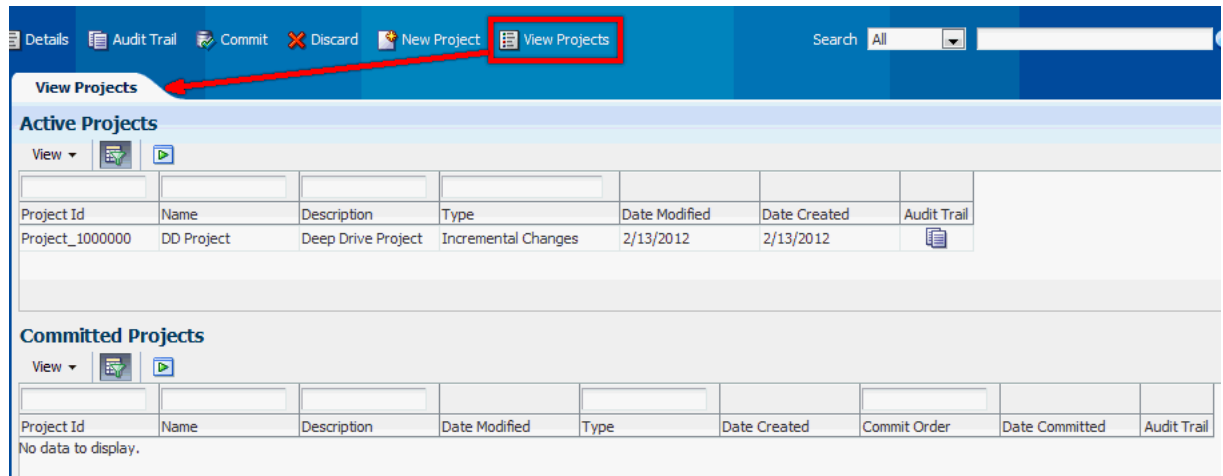 Details Audit Trail Commit Discard New Project View Projects Search All
View Projects
Active Projects
View
Project Id Name Description Type Date Modified Date Created Audit Trail
Project_1000000 DD Project Deep Drive Project Incremental Changes 2/13/2012 2/13/2012
Committed Projects
View
Project Id Name Description Date Modified Type Date Created Commit Order Date Committed Audit Trail
No data to display.